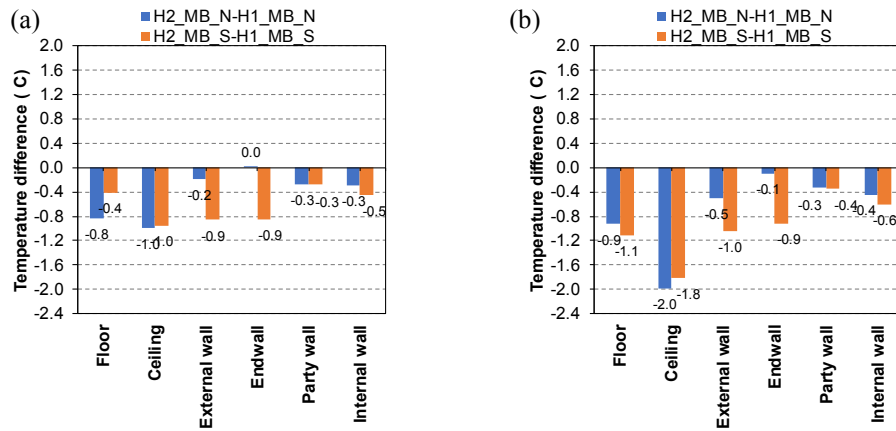 (a)
H2_MB_N-H1_MB_N
H2_MB_S-H1_MB_S
Temperature difference ( C)
2.0
1.6
1.2
0.8
0.4
0.0
-0.4
-0.8
-1.2
-1.6
-2.0
-2.4
-0.8
-0.4
-1.0
-1.0
-0.2
-0.9
0.0
-0.9
-0.3
-0.3
-0.3
-0.5
Floor
Ceiling
External wall
Endwall
Party wall
Internal wall
(b)
H2_MB_N-H1_MB_N
H2_MB_S-H1_MB_S
Temperature difference ( C)
2.0
1.6
1.2
0.8
0.4
0.0
-0.4
-0.8
-1.2
-1.6
-2.0
-2.4
-0.9
-1.1
-2.0
-1.8
-0.5
-1.0
-0.1
-0.9
-0.3
-0.4
-0.4
-0.6
Floor
Ceiling
External wall
Endwall
Party wall
Internal wall